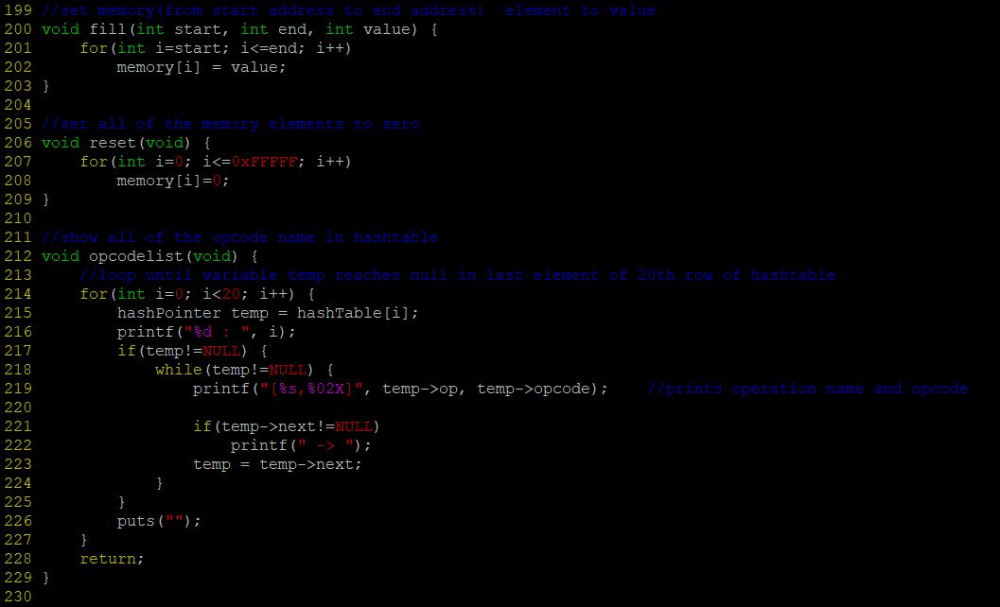 199 //set memory(from start address to end address)  element to value
200 void fill(int start, int end, int value) {
201     for(int i=start; i<=end; i++)
202         memory[i] = value;
203 }
204
205 //set all of the memory elements to zero
206 void reset(void) {
207     for(int i=0; i<=0xFFFFF; i++)
208         memory[i]=0;
209 }
210
211 //show all of the opcode name in hashtable
212 void opcodelist(void) {
213     //loop until variable temp reaches null in last element of 20th row of hashtable
214     for(int i=0; i<20; i++) {
215         hashPointer temp = hashTable[i];
216         printf("%d : ", i);
217         if(temp!=NULL) {
218             while(temp!=NULL) {
219                 printf("[%s,%02X]", temp->op, temp->opcode);    //prints operation name and opcode
220
221                 if(temp->next!=NULL)
222                     printf(" -> ");
223                 temp = temp->next;
224             }
225         }
226         puts("");
227     }
228     return;
229 }
230